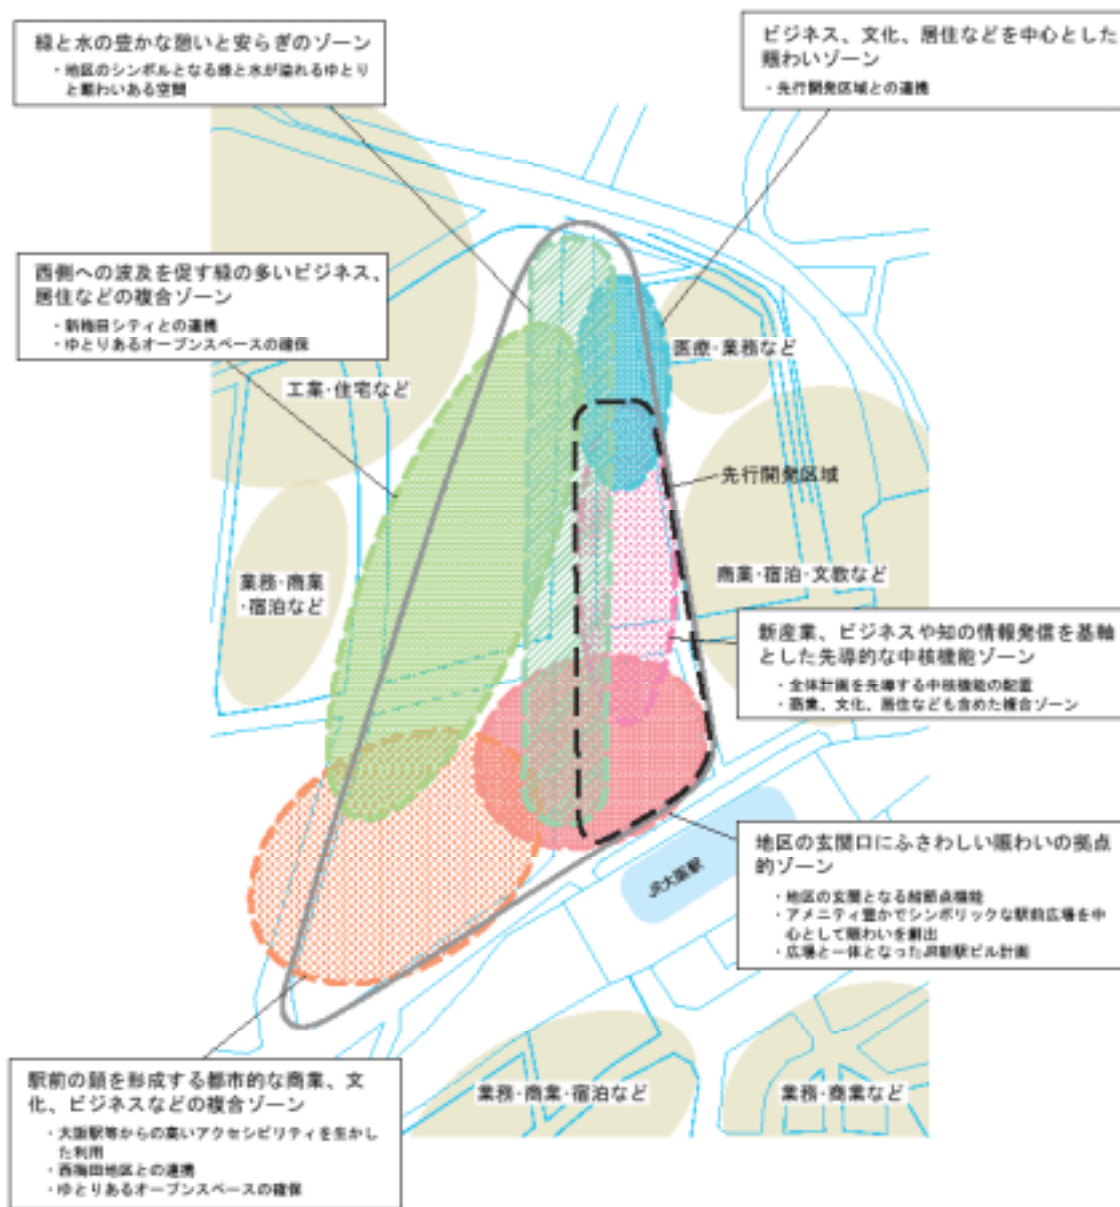 緑と水の豊かな憩いと安らぎのゾーン
・地区のシンボルとなる緑と水が溢れるゆとり
と賑わいある空間
ビジネス、文化、居住などを中心とした
賑わいゾーン
・先行開発区域との連携
西側への波及を促す緑の多いビジネス、
居住などの複合ゾーン
・新梅田シティとの連携
・ゆとりあるオープンスペースの確保
医療・業務など
工業・住宅など
先行開発区域
業務・商業
・宿泊など
商業・宿泊・文教など
新産業、ビジネスや知の情報発信を基軸
とした先導的な中核機能ゾーン
・全体計画を先導する中核機能の配置
・商業、文化、居住なども含めた複合ゾーン
地区の玄関口にふさわしい賑わいの拠点
的ゾーン
・地区の玄関となる結節点機能
・アメニティ豊かでシンボリックな駅前広場を中
心として賑わいを創出
・広場と一体となったJR新駅ビル計画
JR大阪駅
駅前の顔を形成する都市的な商業、文
化、ビジネスなどの複合ゾーン
・大阪駅等からの高いアクセシビリティを生かし
た利用
・西梅田地区との連携
・ゆとりあるオープンスペースの確保
業務・商業・宿泊など
業務・商業など